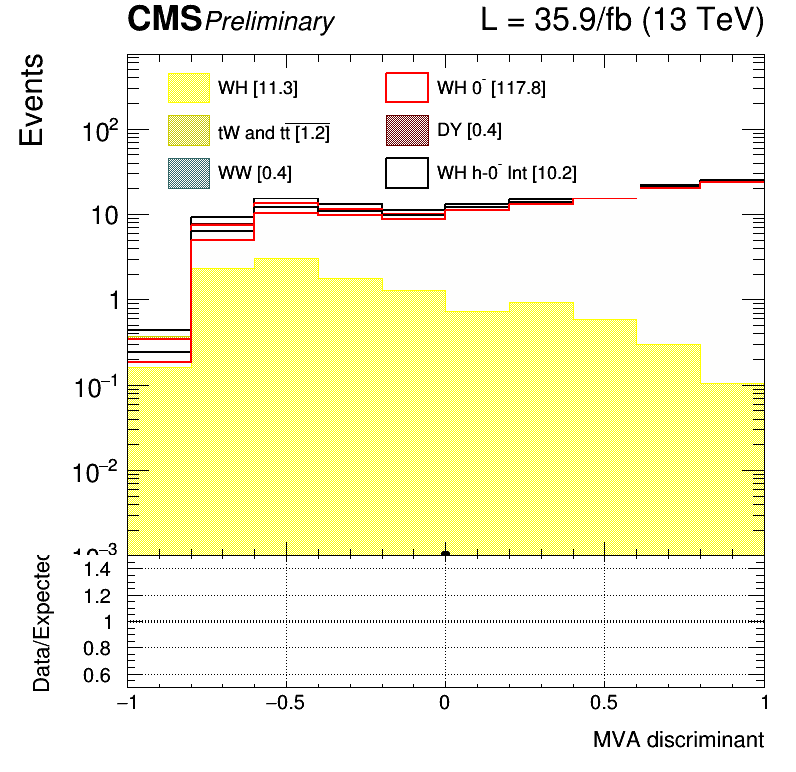 CMS Preliminary L = 35.9/fb (13 TeV)
Events
WH [11.3] WH 0⁻ [117.8]
tW and tt̅ [1.2] DY [0.4]
WW [0.4] WH h-0⁻ Int [10.2]
10²
10
1
10⁻¹
10⁻²
10⁻³
Data/Expected
1.4
1.2
1
0.8
0.6
−1 −0.5 0 0.5 1
MVA discriminant